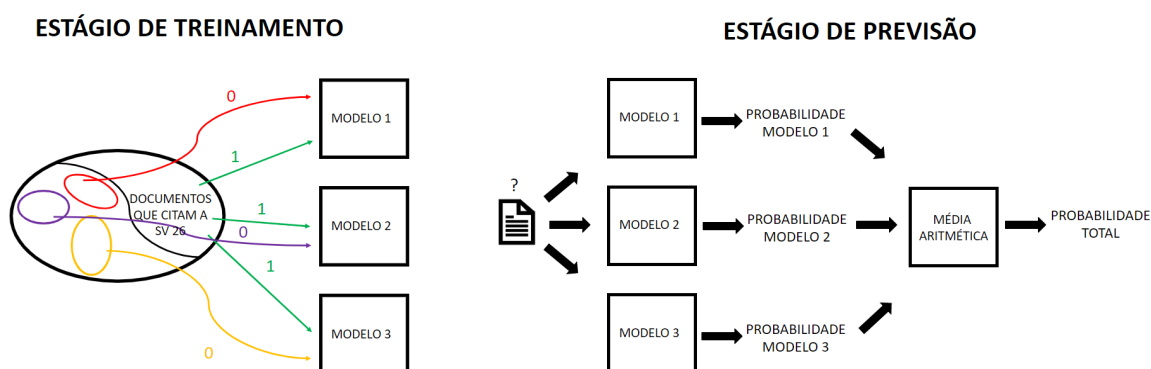 ESTÁGIO DE TREINAMENTO
0
MODELO 1
1
DOCUMENTOS
QUE CITAM A
SV 26
1
0
MODELO 2
1
MODELO 3
0
ESTÁGIO DE PREVISÃO
?
MODELO 1
PROBABILIDADE
MODELO 1
MODELO 2
PROBABILIDADE
MODELO 2
MODELO 3
PROBABILIDADE
MODELO 3
MÉDIA
ARITMÉTICA
PROBABILIDADE
TOTAL